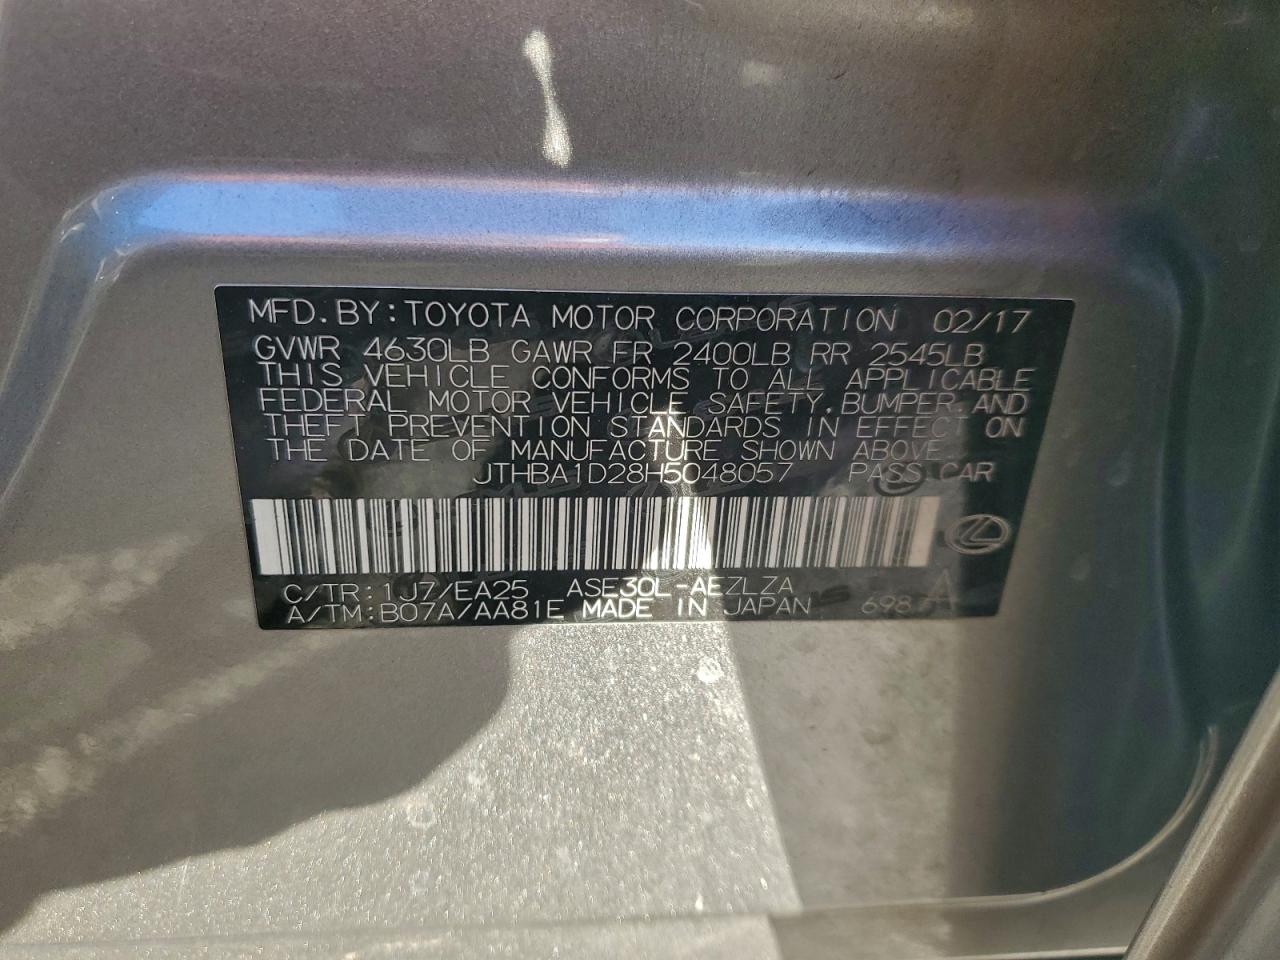 MFD.BY:TOYOTA MOTOR CORPORATION 02/17
GVWR 4630LB GAWR FR 2400LB RR 2545LB
THIS VEHICLE CONFORMS TO ALL APPLICABLE
FEDERAL MOTOR VEHICLE SAFETY,BUMPER,AND
THEFT PREVENTION STANDARDS IN EFFECT ON
THE DATE OF MANUFACTURE SHOWN ABOVE.
JTHBA1D28H5048057 PASS.CAR
C/TR:1J7/EA25 ASE30L-AEZLZA
A/TM:B07A/AA81E MADE IN JAPAN